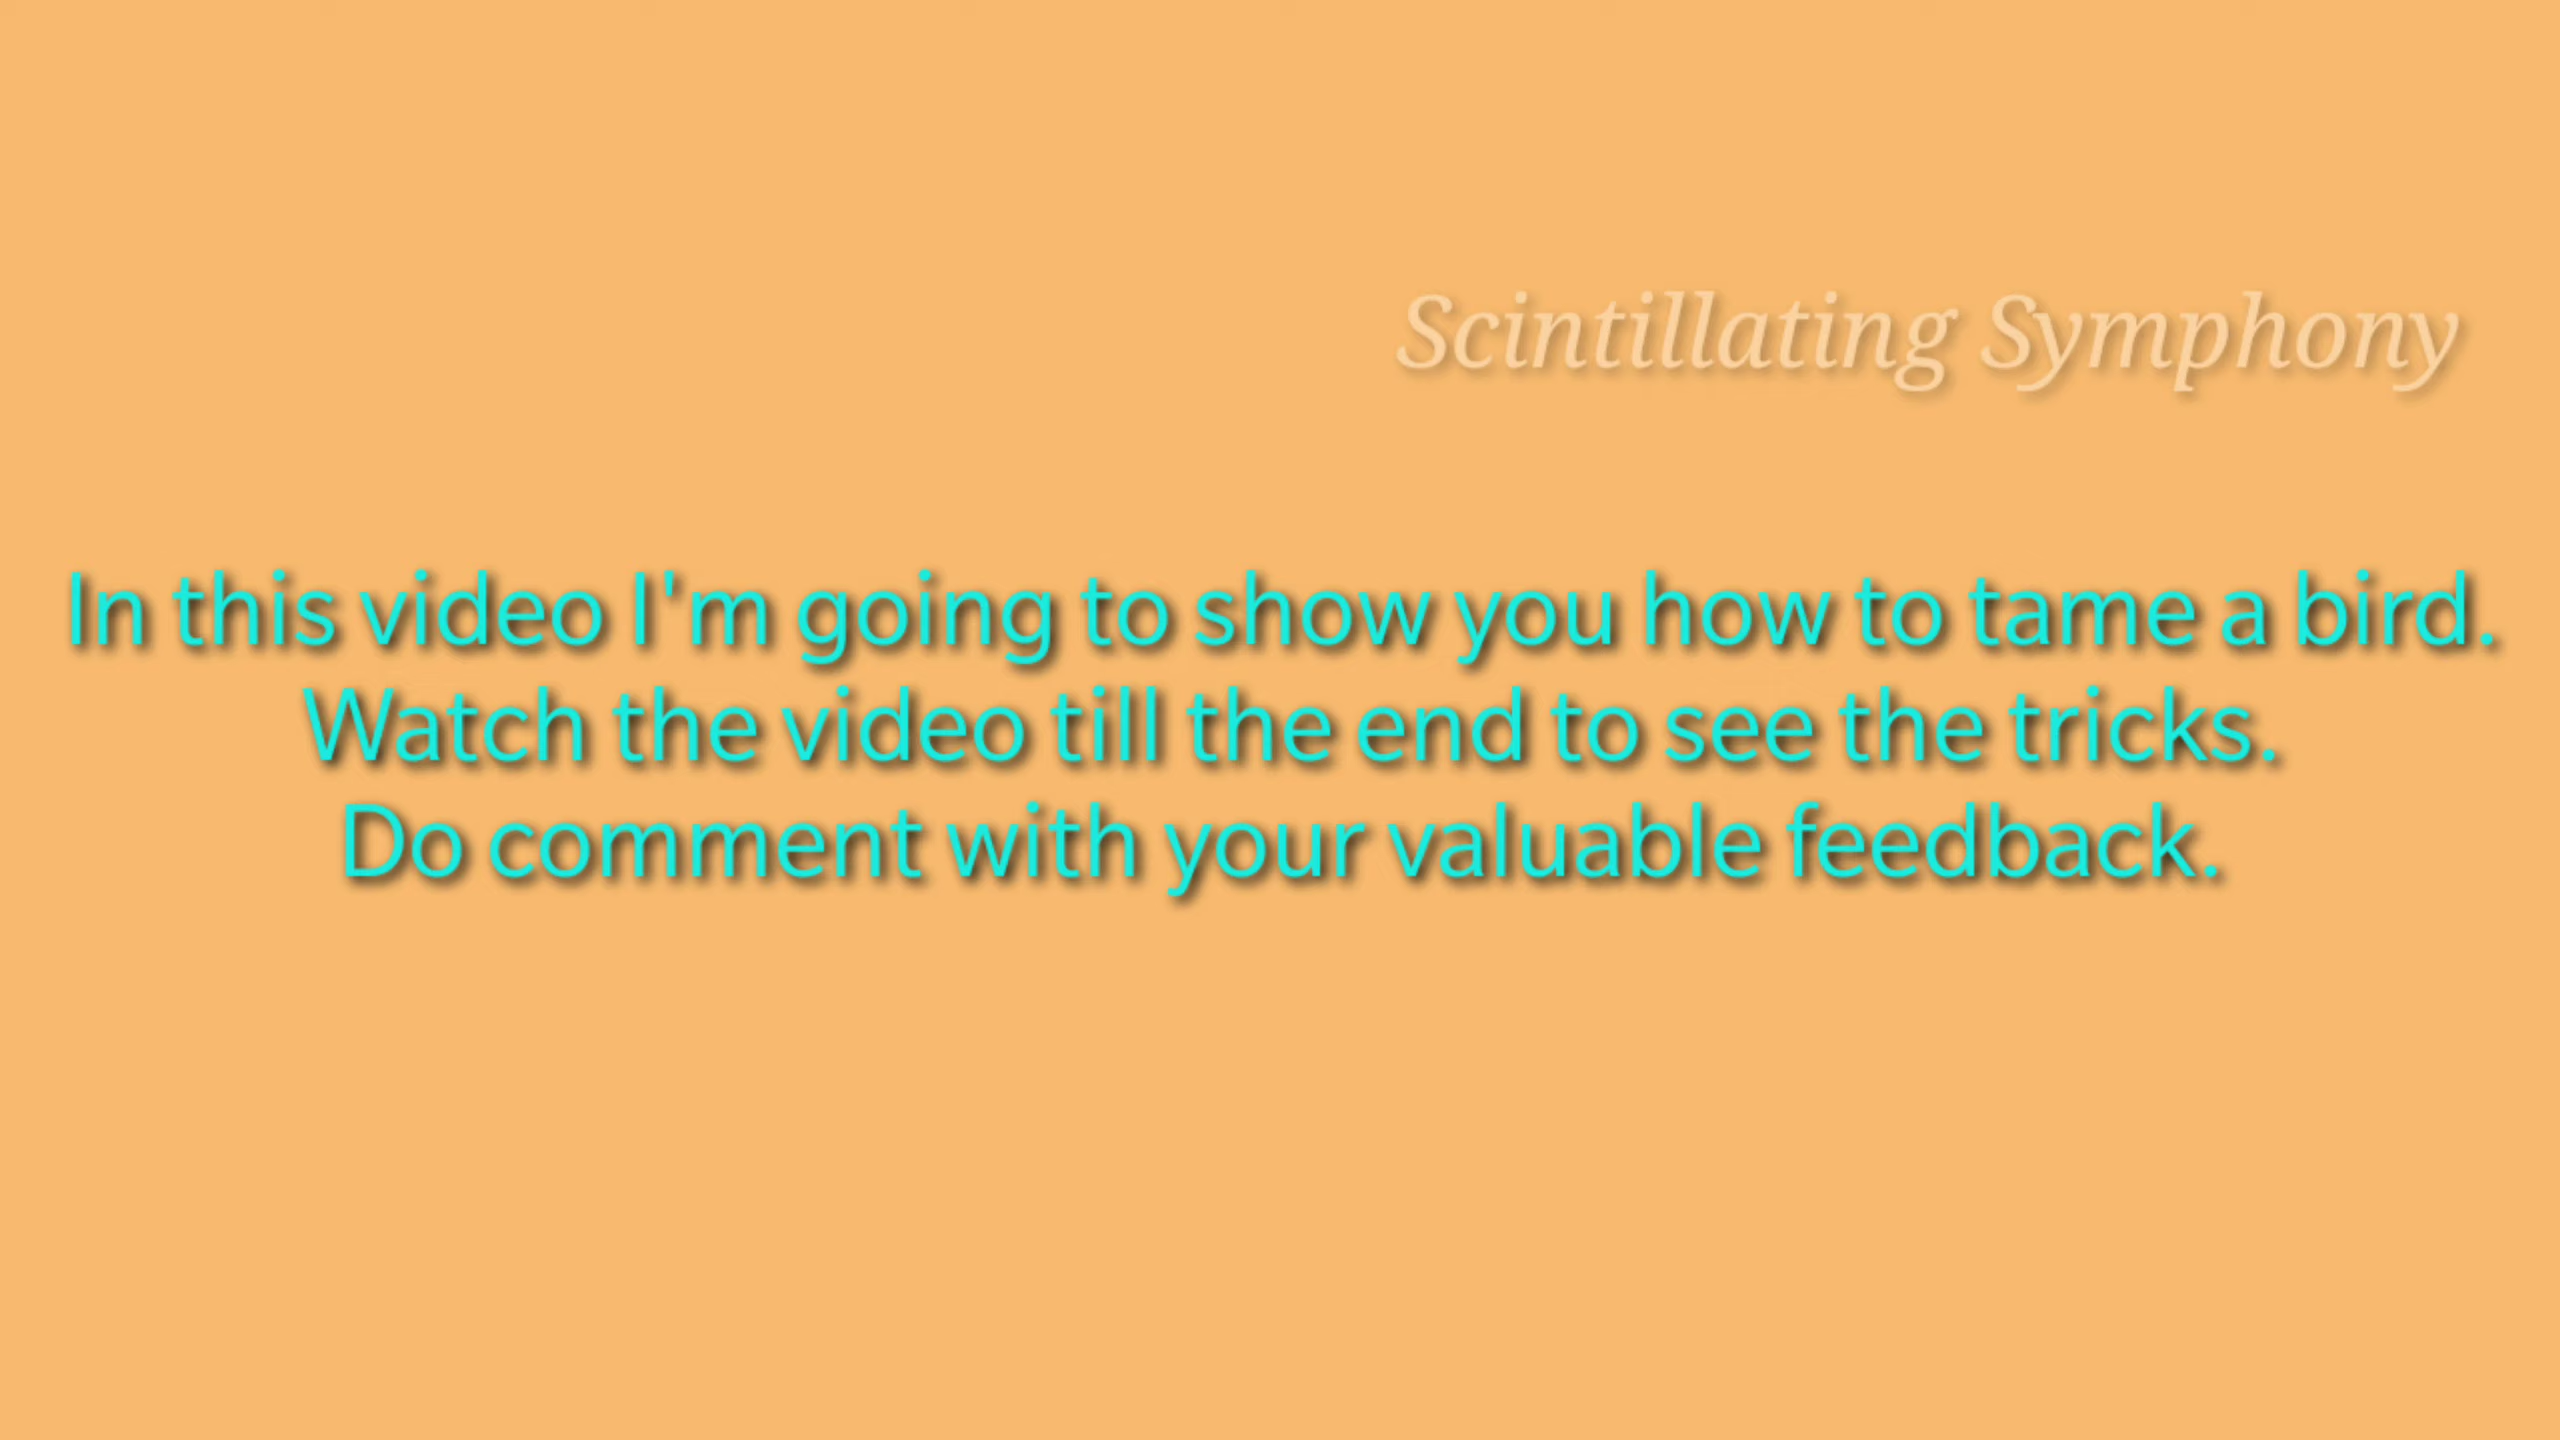 Scintillating Symphony
In this video I'm going to show you how to tame a bird.
Watch the video till the end to see the tricks.
Do comment with your valuable feedback.